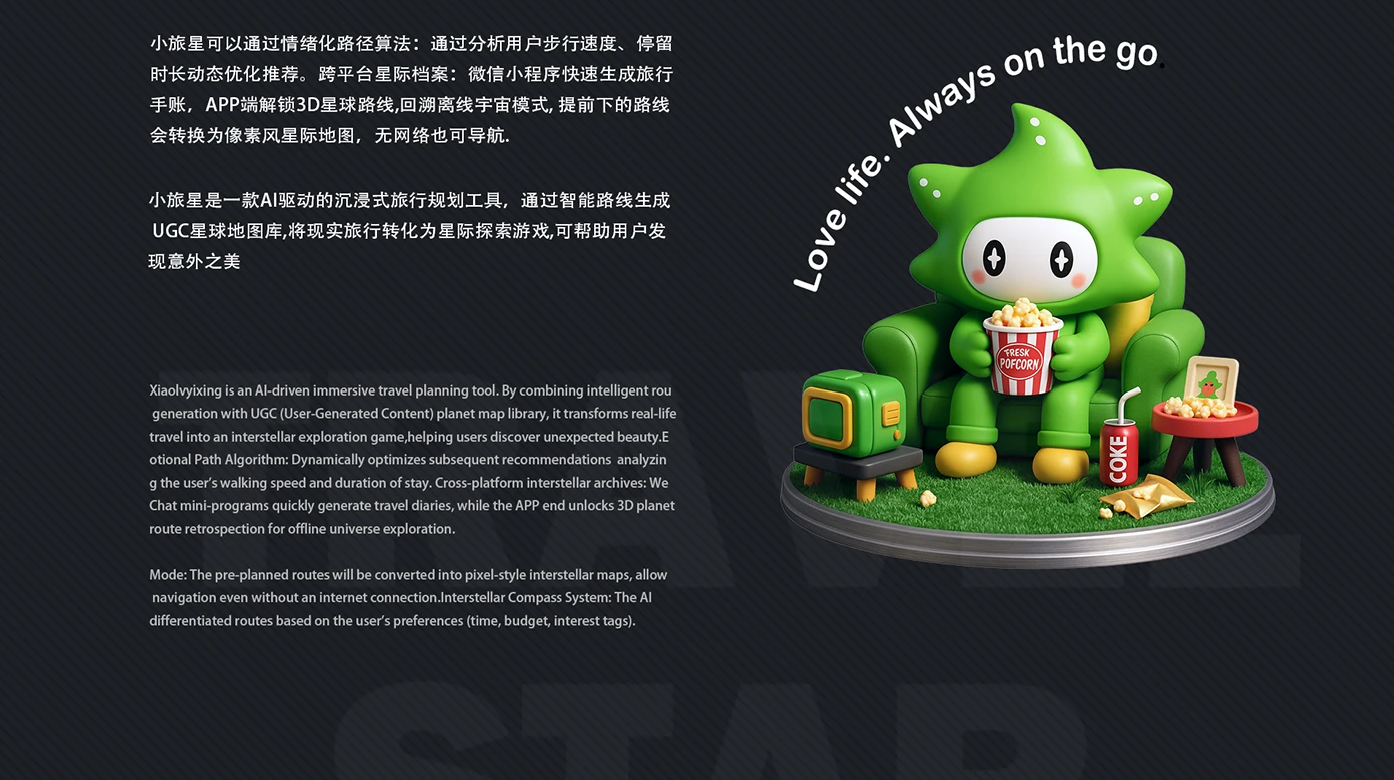 小旅星可以通过情绪化路径算法：通过分析用户步行速度、停留
时长动态优化推荐。跨平台星际档案：微信小程序快速生成旅行
手账，APP端解锁3D星球路线,回溯离线宇宙模式, 提前下的路线
会转换为像素风星际地图，无网络也可导航.
小旅星是一款AI驱动的沉浸式旅行规划工具，通过智能路线生成
UGC星球地图库,将现实旅行转化为星际探索游戏,可帮助用户发
现意外之美
Xiaolvyixing is an AI-driven immersive travel planning tool. By combining intelligent rou
generation with UGC (User-Generated Content) planet map library, it transforms real-life
travel into an interstellar exploration game,helping users discover unexpected beauty.E
otional Path Algorithm: Dynamically optimizes subsequent recommendations analyzin
g the user's walking speed and duration of stay. Cross-platform interstellar archives: We
Chat mini-programs quickly generate travel diaries, while the APP end unlocks 3D planet
route retrospection for offline universe exploration.
Mode: The pre-planned routes will be converted into pixel-style interstellar maps, allow
navigation even without an internet connection.Interstellar Compass System: The AI
differentiated routes based on the user's preferences (time, budget, interest tags).
Love life. Always on the go.
FRESK
POFCORN
COKE
TRAVEL
STAR